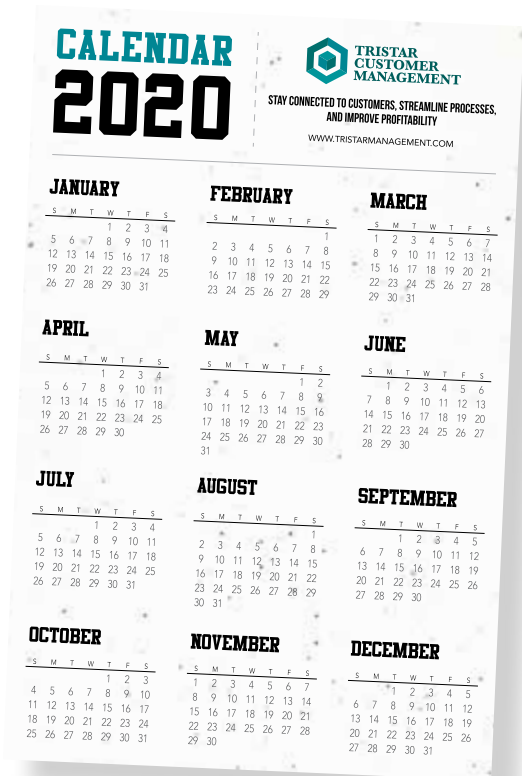 CALENDAR
2020
TRISTAR
CUSTOMER
MANAGEMENT
STAY CONNECTED TO CUSTOMERS, STREAMLINE PROCESSES,
AND IMPROVE PROFITABILITY
WWW.TRISTARMANAGEMENT.COM
JANUARY
S M T W T F S
1 2 3 4
5 6 7 8 9 10 11
12 13 14 15 16 17 18
19 20 21 22 23 24 25
26 27 28 29 30 31
FEBRUARY
S M T W T F S
1
2 3 4 5 6 7 8
9 10 11 12 13 14 15
16 17 18 19 20 21 22
23 24 25 26 27 28 29
MARCH
S M T W T F S
1 2 3 4 5 6 7
8 9 10 11 12 13 14
15 16 17 18 19 20 21
22 23 24 25 26 27 28
29 30 31
APRIL
S M T W T F S
1 2 3 4
5 6 7 8 9 10 11
12 13 14 15 16 17 18
19 20 21 22 23 24 25
26 27 28 29 30
MAY
S M T W T F S
1 2
3 4 5 6 7 8 9
10 11 12 13 14 15 16
17 18 19 20 21 22 23
24 25 26 27 28 29 30
31
JUNE
S M T W T F S
1 2 3 4 5 6
7 8 9 10 11 12 13
14 15 16 17 18 19 20
21 22 23 24 25 26 27
28 29 30
JULY
S M T W T F S
1 2 3 4
5 6 7 8 9 10 11
12 13 14 15 16 17 18
19 20 21 22 23 24 25
26 27 28 29 30 31
AUGUST
S M T W T F S
1
2 3 4 5 6 7 8
9 10 11 12 13 14 15
16 17 18 19 20 21 22
23 24 25 26 27 28 29
30 31
SEPTEMBER
S M T W T F S
1 2 3 4 5
6 7 8 9 10 11 12
13 14 15 16 17 18 19
20 21 22 23 24 25 26
27 28 29 30
OCTOBER
S M T W T F S
1 2 3
4 5 6 7 8 9 10
11 12 13 14 15 16 17
18 19 20 21 22 23 24
25 26 27 28 29 30 31
NOVEMBER
S M T W T F S
1 2 3 4 5 6 7
8 9 10 11 12 13 14
15 16 17 18 19 20 21
22 23 24 25 26 27 28
29 30
DECEMBER
S M T W T F S
1 2 3 4 5
6 7 8 9 10 11 12
13 14 15 16 17 18 19
20 21 22 23 24 25 26
27 28 29 30 31